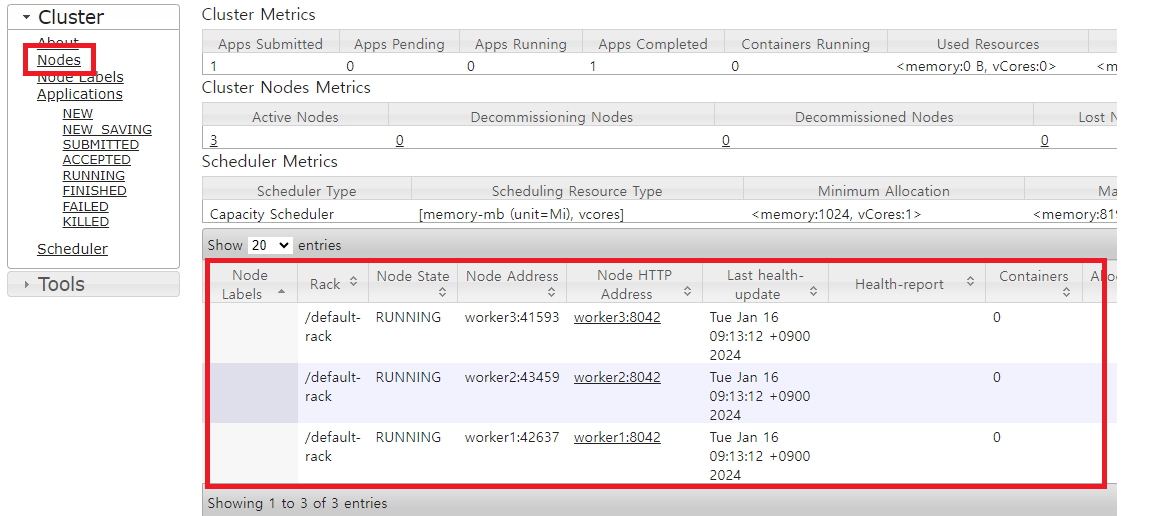 Cluster
About
Nodes
Node Labels
Applications
NEW
NEW_SAVING
SUBMITTED
ACCEPTED
RUNNING
FINISHED
FAILED
KILLED
Scheduler
Tools
Cluster Metrics
Apps Submitted Apps Pending Apps Running Apps Completed Containers Running Used Resources
1 0 0 1 0 <memory:0 B, vCores:0> <m
Cluster Nodes Metrics
Active Nodes Decommissioning Nodes Decommissioned Nodes Lost N
3 0 0 0
Scheduler Metrics
Scheduler Type Scheduling Resource Type Minimum Allocation Ma
Capacity Scheduler [memory-mb (unit=Mi), vcores] <memory:1024, vCores:1> <memory:819
Show 20 entries
Node Labels Rack Node State Node Address Node HTTP Address Last health-update Health-report Containers Allo
/default-rack RUNNING worker3:41593 worker3:8042 Tue Jan 16 09:13:12 +0900 2024 0
/default-rack RUNNING worker2:43459 worker2:8042 Tue Jan 16 09:13:12 +0900 2024 0
/default-rack RUNNING worker1:42637 worker1:8042 Tue Jan 16 09:13:12 +0900 2024 0
Showing 1 to 3 of 3 entries